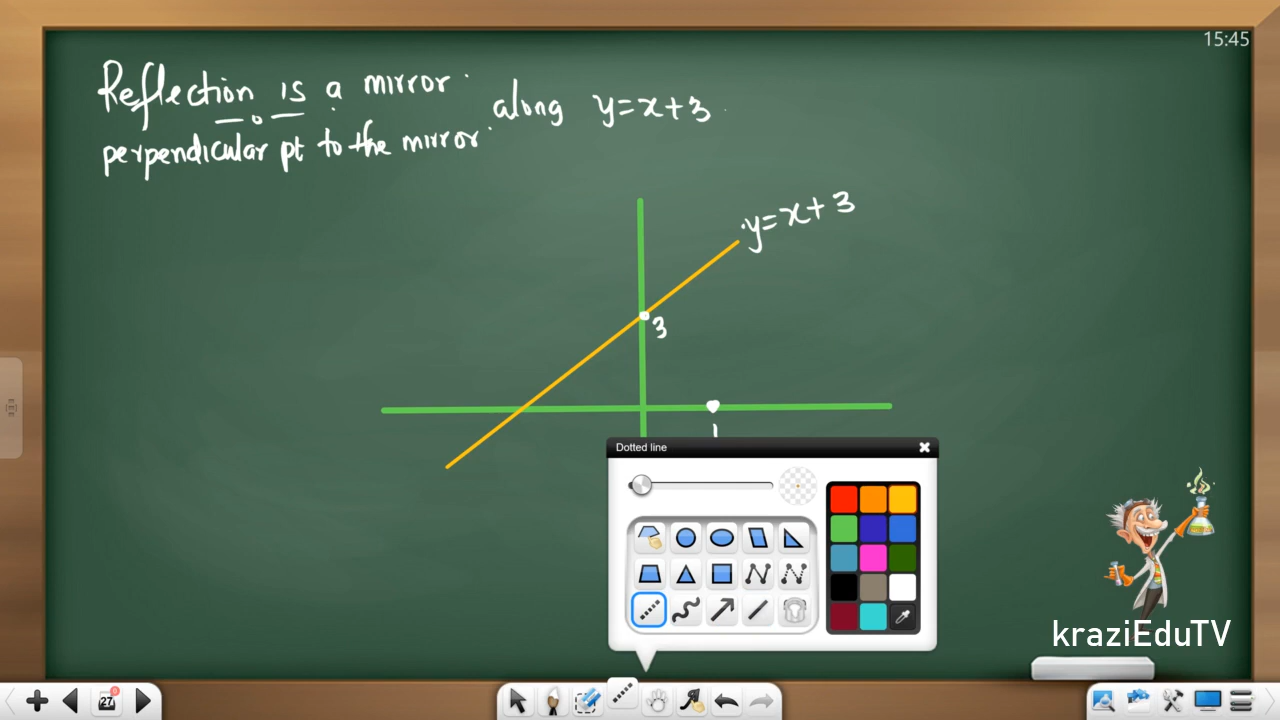 15:45
Reflection is a mirror
along y=x+3
perpendicular pt to the mirror
y=x+3
3
1
Dotted line
27
kraziEduTV